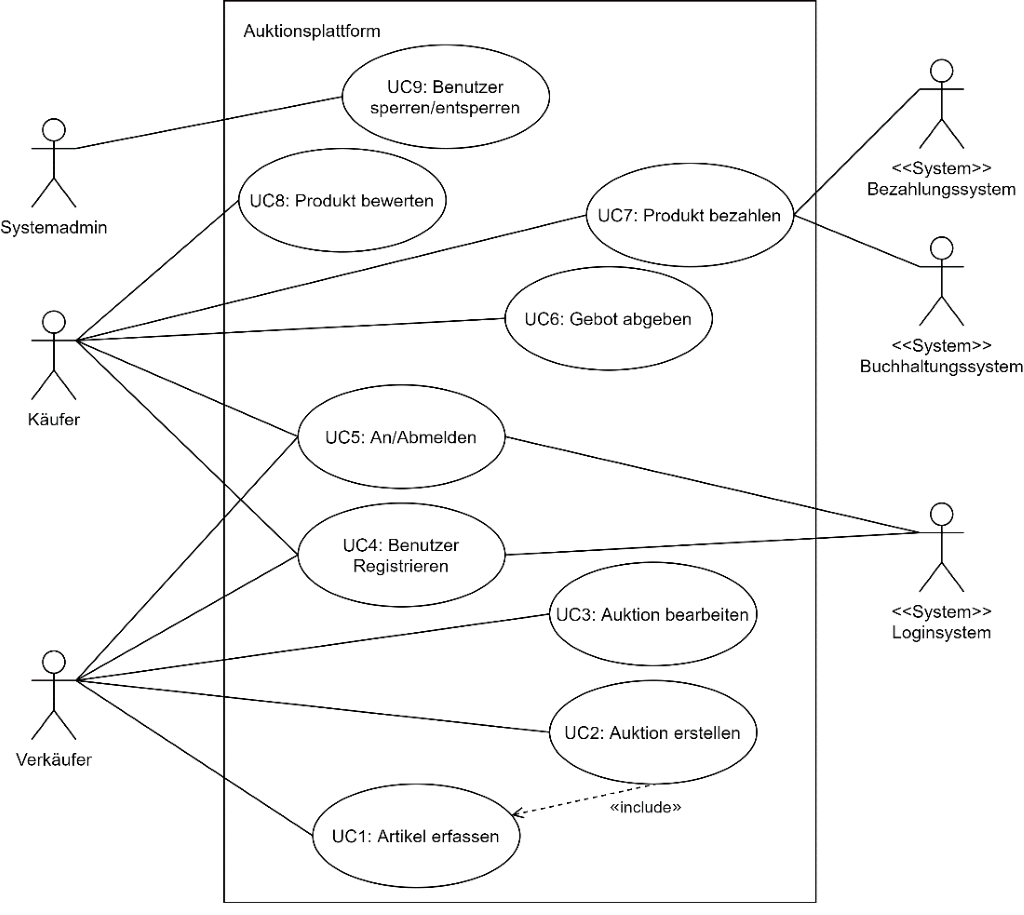 Auktionsplattform
UC9: Benutzer
sperren/entsperren
<<System>>
Bezahlungssystem
Systemadmin
UC8: Produkt bewerten
UC7: Produkt bezahlen
UC6: Gebot abgeben
<<System>>
Buchhaltungssystem
Käufer
UC5: An/Abmelden
UC4: Benutzer
Registrieren
UC3: Auktion bearbeiten
<<System>>
Loginsystem
Verkäufer
UC2: Auktion erstellen
«include»
UC1: Artikel erfassen